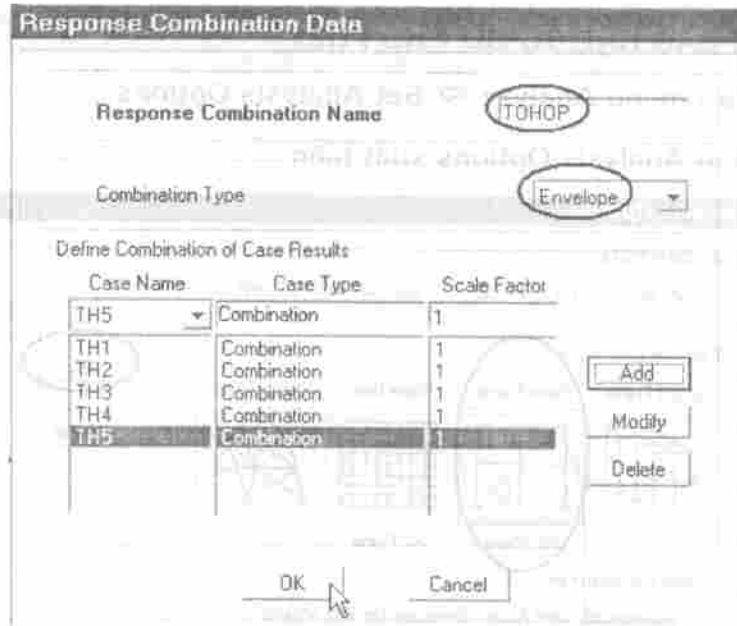 Response Combination Data
Response Combination Name TOHOP
Combination Type Envelope
Define Combination of Case Results
Case Name Case Type Scale Factor
TH5 Combination 1
TH1 Combination 1
TH2 Combination 1
TH3 Combination 1
TH4 Combination 1
TH5 Combination 1
Add
Modify
Delete
OK Cancel